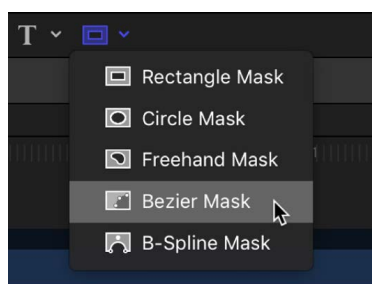 T
Rectangle Mask
Circle Mask
Freehand Mask
Bezier Mask
B-Spline Mask